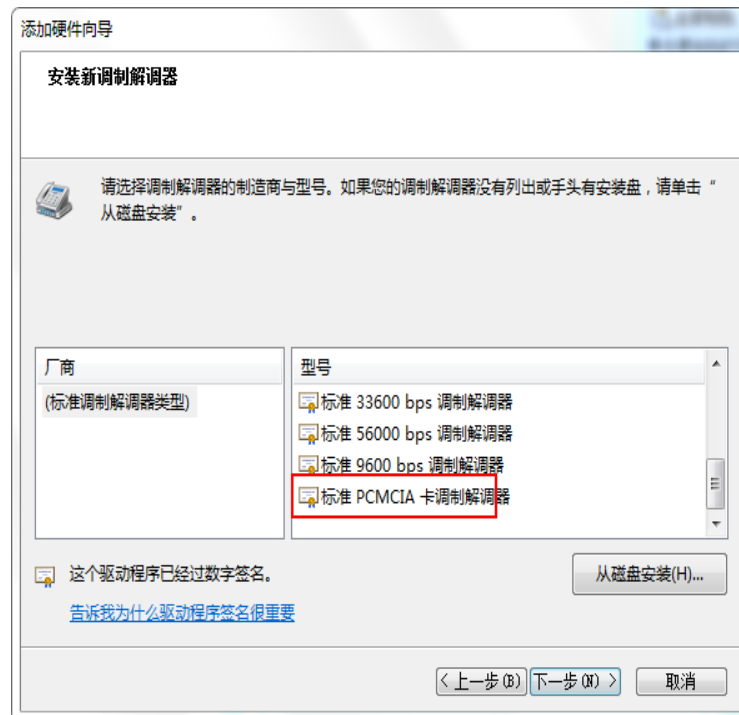 添加硬件向导
安装新调制解调器
请选择调制解调器的制造商与型号。如果您的调制解调器没有列出或手头有安装盘，请单击“
从磁盘安装”。
厂商
(标准调制解调器类型)
型号
标准 33600 bps 调制解调器
标准 56000 bps 调制解调器
标准 9600 bps 调制解调器
标准 PCMCIA 卡调制解调器
这个驱动程序已经过数字签名。
告诉我为什么驱动程序签名很重要
从磁盘安装(H)...
< 上一步(B)
下一步(N) >
取消